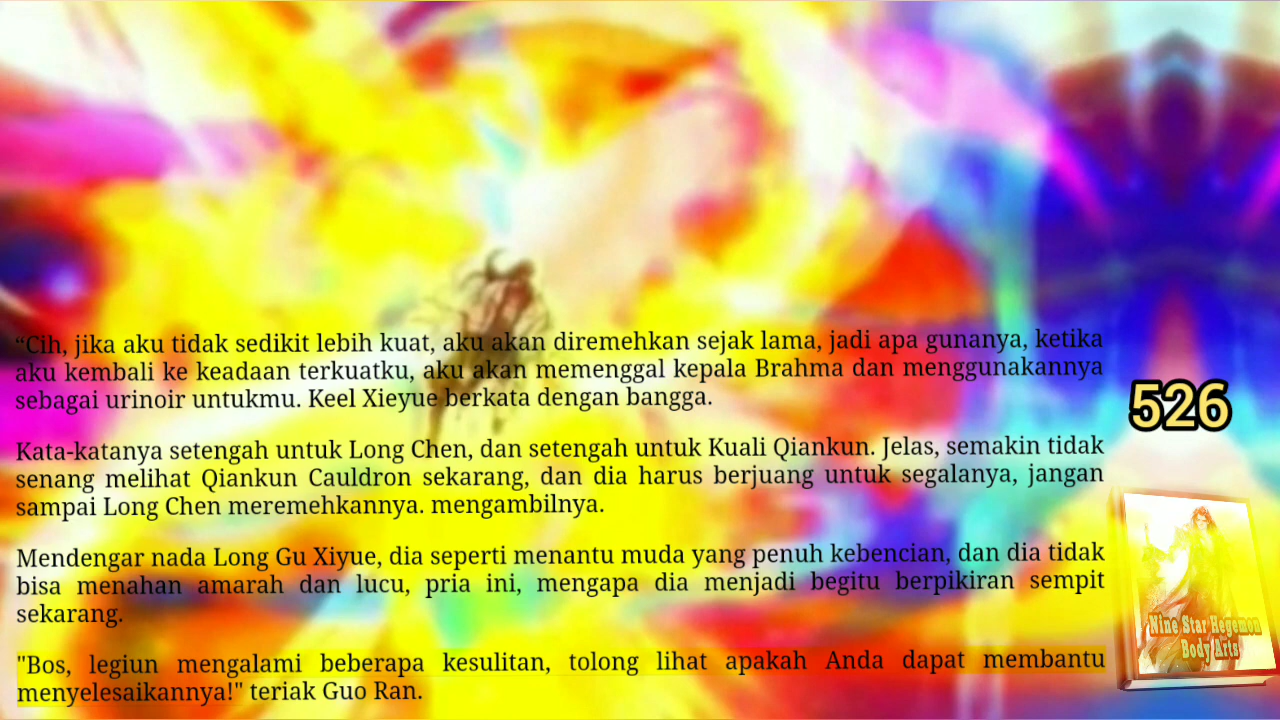 “Cih, jika aku tidak sedikit lebih kuat, aku akan diremehkan sejak lama, jadi apa gunanya, ketika
aku kembali ke keadaan terkuatku, aku akan memenggal kepala Brahma dan menggunakannya
sebagai urinoir untukmu. Keel Xieyue berkata dengan bangga.
Kata-katanya setengah untuk Long Chen, dan setengah untuk Kuali Qiankun. Jelas, semakin tidak
senang melihat Qiankun Cauldron sekarang, dan dia harus berjuang untuk segalanya, jangan
sampai Long Chen meremehkannya. mengambilnya.
Mendengar nada Long Gu Xiyue, dia seperti menantu muda yang penuh kebencian, dan dia tidak
bisa menahan amarah dan lucu, pria ini, mengapa dia menjadi begitu berpikiran sempit
sekarang.
"Bos, legiun mengalami beberapa kesulitan, tolong lihat apakah Anda dapat membantu
menyelesaikannya!" teriak Guo Ran.
526
Nine Star Hegemon
Body Arts